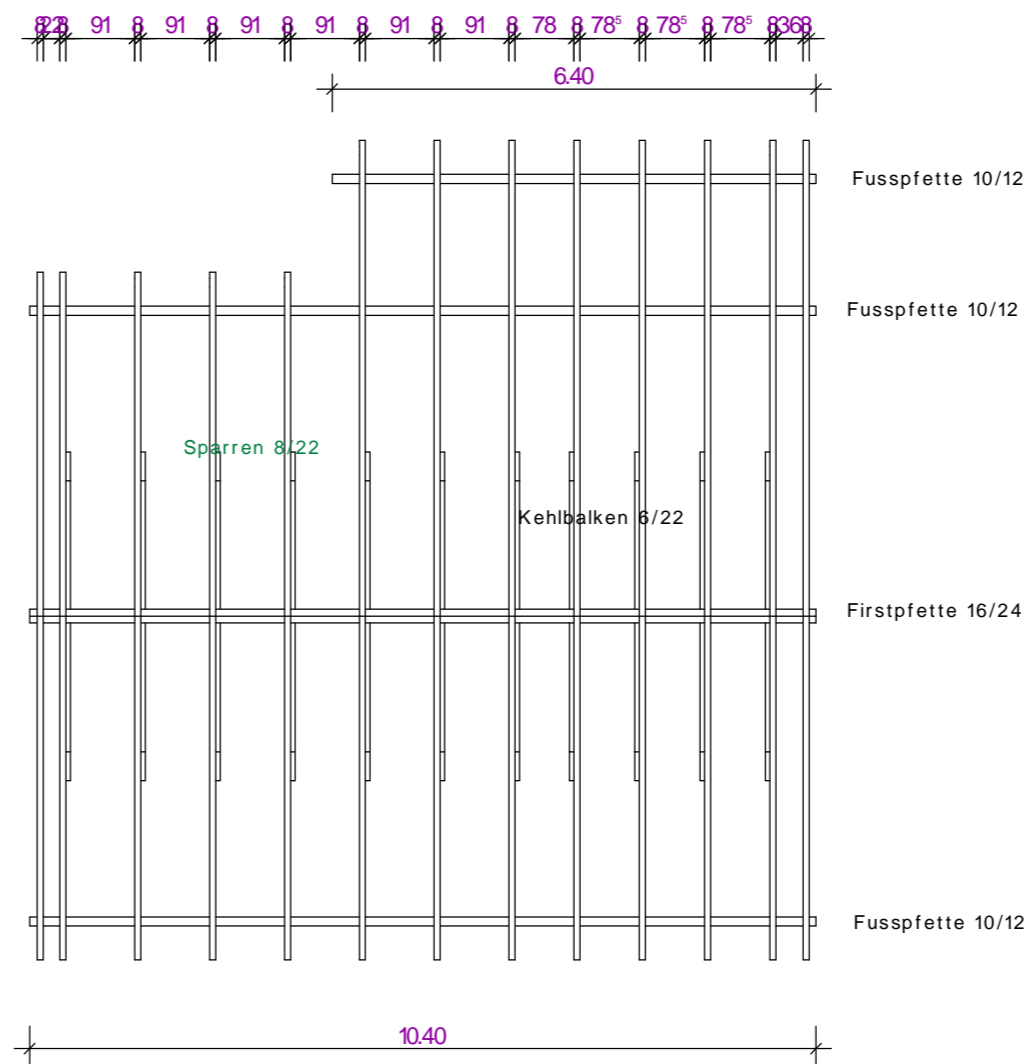 8 22 8 91 8 91 8 91 8 91 8 91 8 91 8 78 8 78⁵ 8 78⁵ 8 78⁵ 8 36 8
6.40
Fusspfette 10/12
Fusspfette 10/12
Sparren 8/22
Kehlbalken 6/22
Firstpfette 16/24
Fusspfette 10/12
10.40